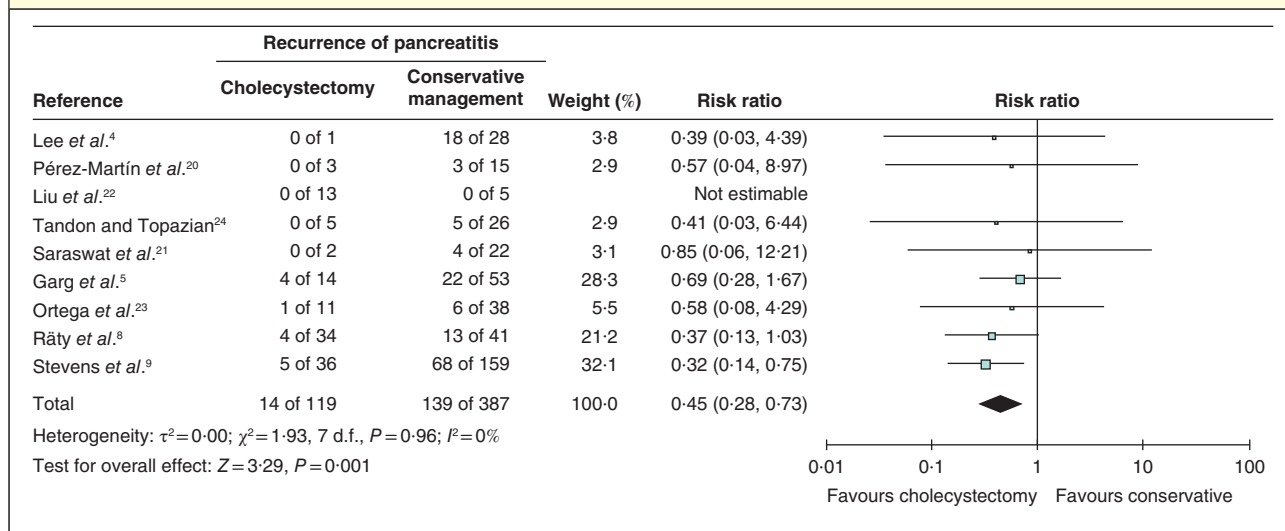 Recurrence of pancreatitis
Reference Cholecystectomy Conservative management Weight (%) Risk ratio Risk ratio
Lee et al.4 0 of 1 18 of 28 3·8 0·39 (0·03, 4·39)
Pérez-Martín et al.20 0 of 3 3 of 15 2·9 0·57 (0·04, 8·97)
Liu et al.22 0 of 13 0 of 5 Not estimable
Tandon and Topazian24 0 of 5 5 of 26 2·9 0·41 (0·03, 6·44)
Saraswat et al.21 0 of 2 4 of 22 3·1 0·85 (0·06, 12·21)
Garg et al.5 4 of 14 22 of 53 28·3 0·69 (0·28, 1·67)
Ortega et al.23 1 of 11 6 of 38 5·5 0·58 (0·08, 4·29)
Räty et al.8 4 of 34 13 of 41 21·2 0·37 (0·13, 1·03)
Stevens et al.9 5 of 36 68 of 159 32·1 0·32 (0·14, 0·75)
Total 14 of 119 139 of 387 100·0 0·45 (0·28, 0·73)
Heterogeneity: τ²=0·00; χ²=1·93, 7 d.f., P=0·96; I²=0%
Test for overall effect: Z=3·29, P=0·001
0·01 0·1 1 10 100
Favours cholecystectomy Favours conservative